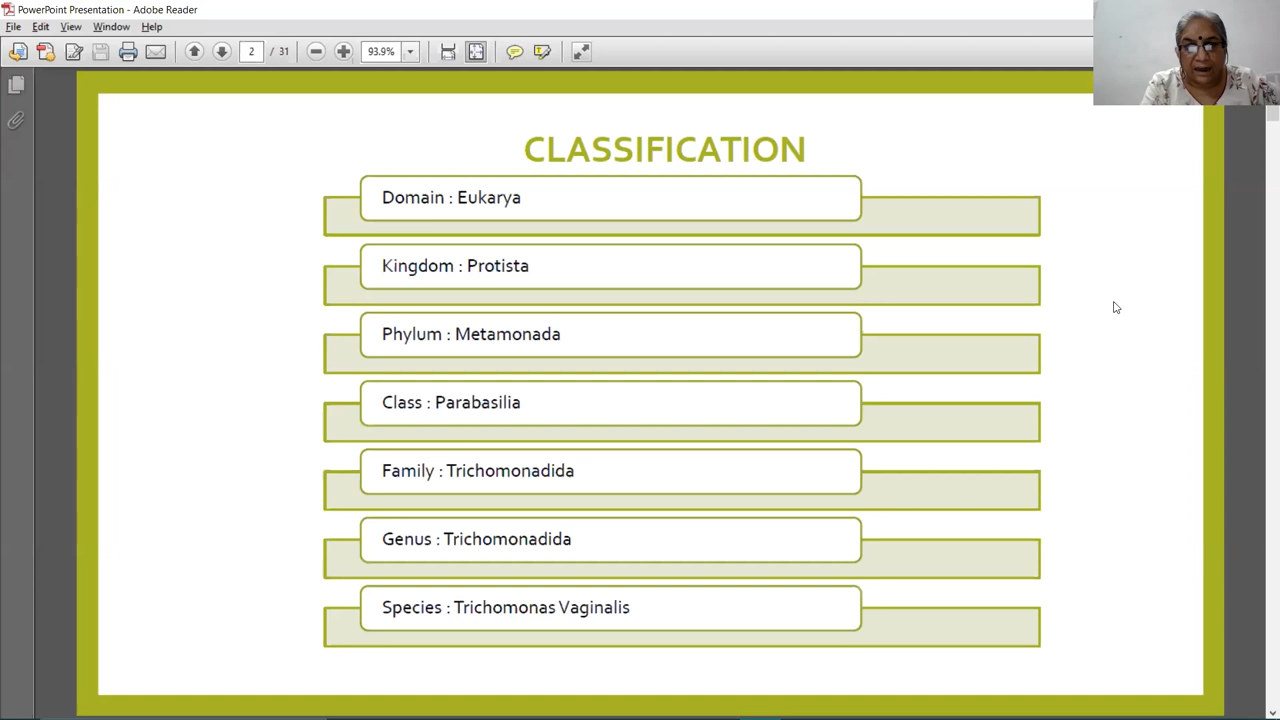 PowerPoint Presentation - Adobe Reader
File Edit View Window Help
2 / 31 93.9%
CLASSIFICATION
Domain : Eukarya
Kingdom : Protista
Phylum : Metamonada
Class : Parabasilia
Family : Trichomonadida
Genus : Trichomonadida
Species : Trichomonas Vaginalis